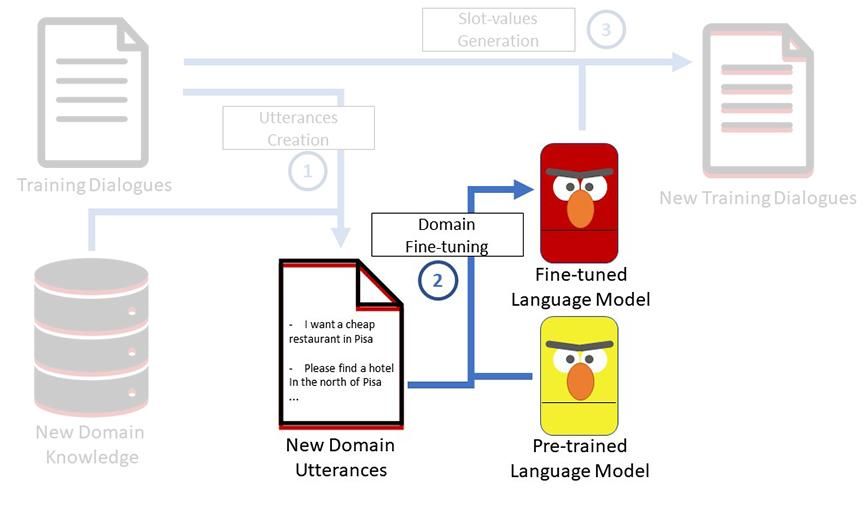 Slot-values
Generation
3
Utterances
Creation
1
Training Dialogues
New Training Dialogues
Domain
Fine-tuning
2
Fine-tuned
Language Model
- I want a cheap
restaurant in Pisa
- Please find a hotel
In the north of Pisa
...
New Domain
Knowledge
New Domain
Utterances
Pre-trained
Language Model